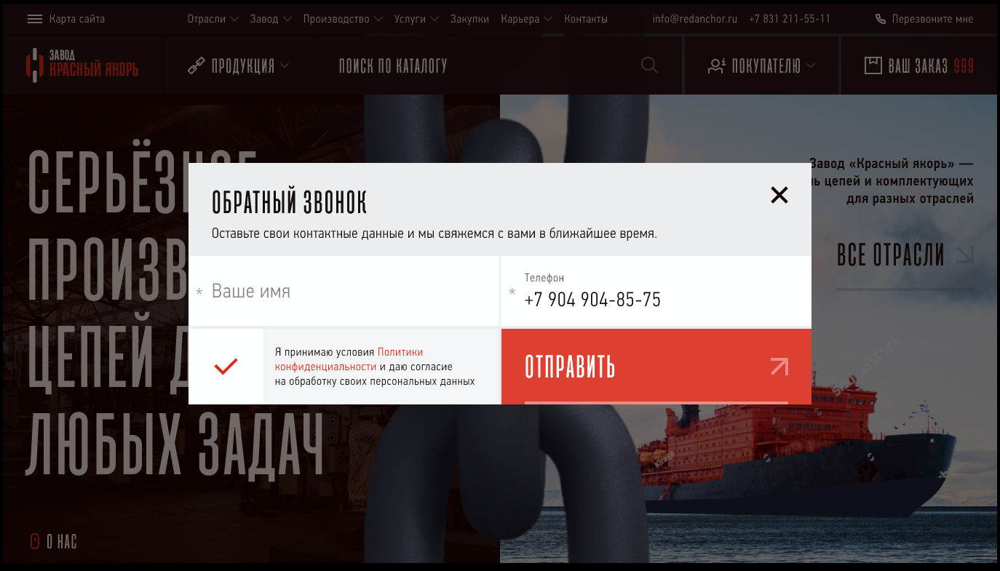 Карта сайта
Отрасли
Завод
Производство
Услуги
Закупки
Карьера
Контакты
info@redanchor.ru
+7 831 211-55-11
Перезвоните мне
ЗАВОД
КРАСНЫЙ ЯКОРЬ
ПРОДУКЦИЯ
ПОИСК ПО КАТАЛОГУ
ПОКУПАТЕЛЮ
ВАШ ЗАКАЗ 999
СЕРЬЁЗНОЕ
ПРОИЗВ
ЦЕПЕЙ Д
ЛЮБЫХ ЗАДАЧ
Завод «Красный якорь» —
ь цепей и комплектующих
для разных отраслей
ВСЕ ОТРАСЛИ
ОБРАТНЫЙ ЗВОНОК
Оставьте свои контактные данные и мы свяжемся с вами в ближайшее время.
* Ваше имя
Телефон
* +7 904 904-85-75
Я принимаю условия Политики
конфиденциальности и даю согласие
на обработку своих персональных данных
ОТПРАВИТЬ
Kiraga
О НАС